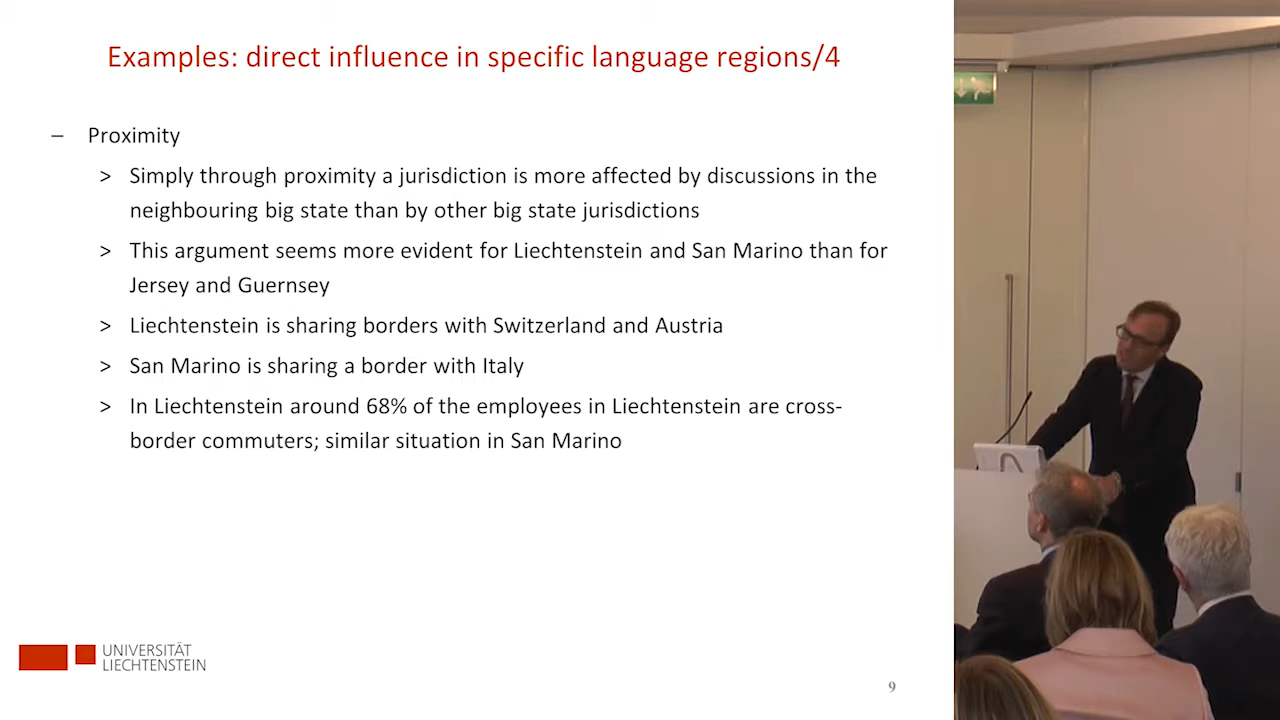 Examples: direct influence in specific language regions/4
– Proximity
> Simply through proximity a jurisdiction is more affected by discussions in the
neighbouring big state than by other big state jurisdictions
> This argument seems more evident for Liechtenstein and San Marino than for
Jersey and Guernsey
> Liechtenstein is sharing borders with Switzerland and Austria
> San Marino is sharing a border with Italy
> In Liechtenstein around 68% of the employees in Liechtenstein are cross-
border commuters; similar situation in San Marino
UNIVERSITÄT
LIECHTENSTEIN
9